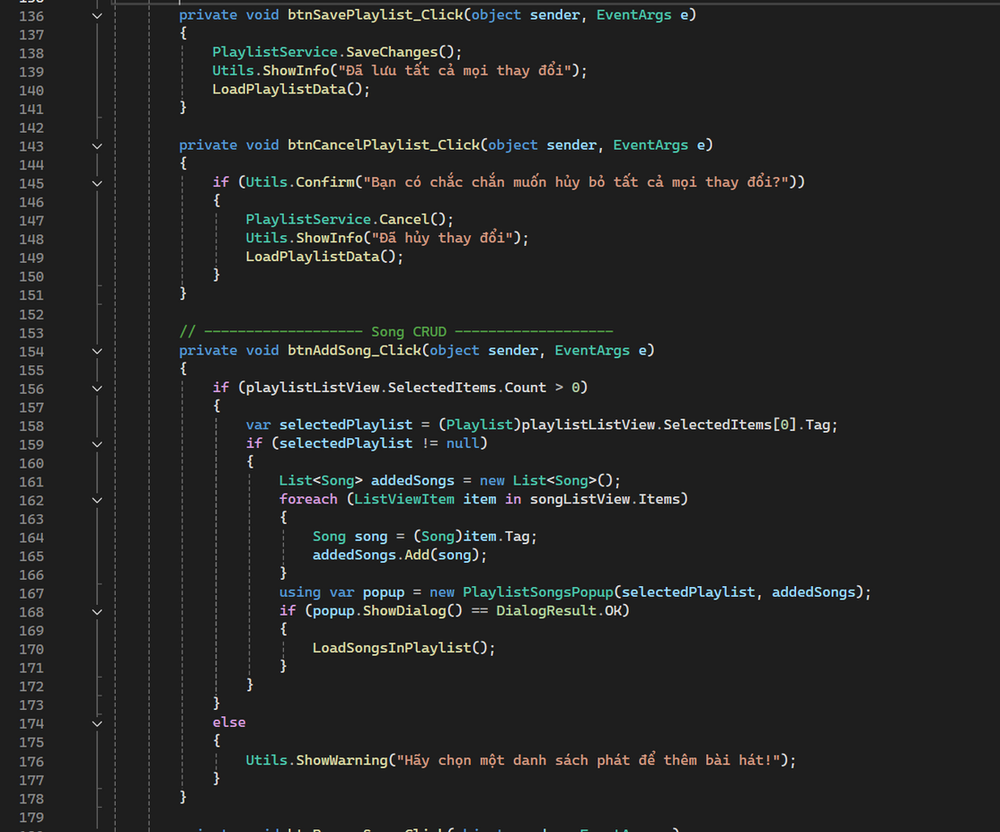 136 private void btnSavePlaylist_Click(object sender, EventArgs e)
137 {
138 PlaylistService.SaveChanges();
139 Utils.ShowInfo("Đã lưu tất cả mọi thay đổi");
140 LoadPlaylistData();
141 }
142
143 private void btnCancelPlaylist_Click(object sender, EventArgs e)
144 {
145 if (Utils.Confirm("Bạn có chắc chắn muốn hủy bỏ tất cả mọi thay đổi?"))
146 {
147 PlaylistService.Cancel();
148 Utils.ShowInfo("Đã hủy thay đổi");
149 LoadPlaylistData();
150 }
151 }
152
153 // ------------------- Song CRUD -------------------
154 private void btnAddSong_Click(object sender, EventArgs e)
155 {
156 if (playlistListView.SelectedItems.Count > 0)
157 {
158 var selectedPlaylist = (Playlist)playlistListView.SelectedItems[0].Tag;
159 if (selectedPlaylist != null)
160 {
161 List<Song> addedSongs = new List<Song>();
162 foreach (ListViewItem item in songListView.Items)
163 {
164 Song song = (Song)item.Tag;
165 addedSongs.Add(song);
166 }
167 using var popup = new PlaylistSongsPopup(selectedPlaylist, addedSongs);
168 if (popup.ShowDialog() == DialogResult.OK)
169 {
170 LoadSongsInPlaylist();
171 }
172 }
173 }
174 else
175 {
176 Utils.ShowWarning("Hãy chọn một danh sách phát để thêm bài hát!");
177 }
178 }
179